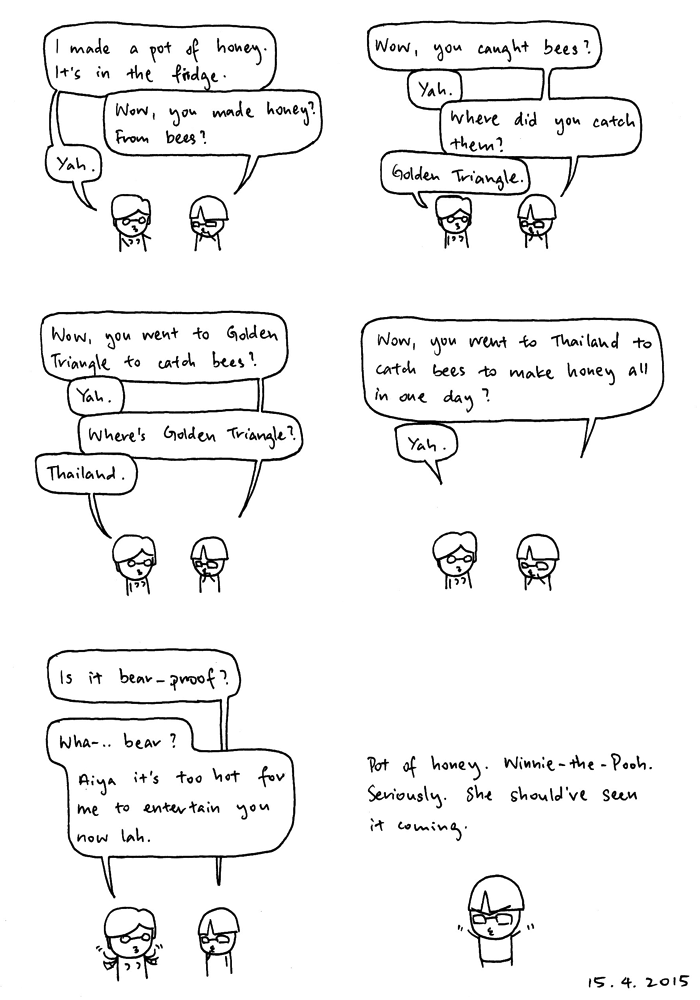 I made a pot of honey.
It's in the fridge.
Wow, you made honey?
From bees?
Yah.
Wow, you caught bees?
Yah.
Where did you catch
them?
Golden Triangle.
Wow, you went to Golden
Triangle to catch bees?
Yah.
Where's Golden Triangle?
Thailand.
Wow, you went to Thailand to
catch bees to make honey all
in one day?
Yah.
Is it bear-proof?
Wha-.. bear?
Aiya it's too hot for
me to entertain you
now lah.
Pot of honey. Winnie-the-Pooh.
Seriously. She should've seen
it coming.
15.4.2015